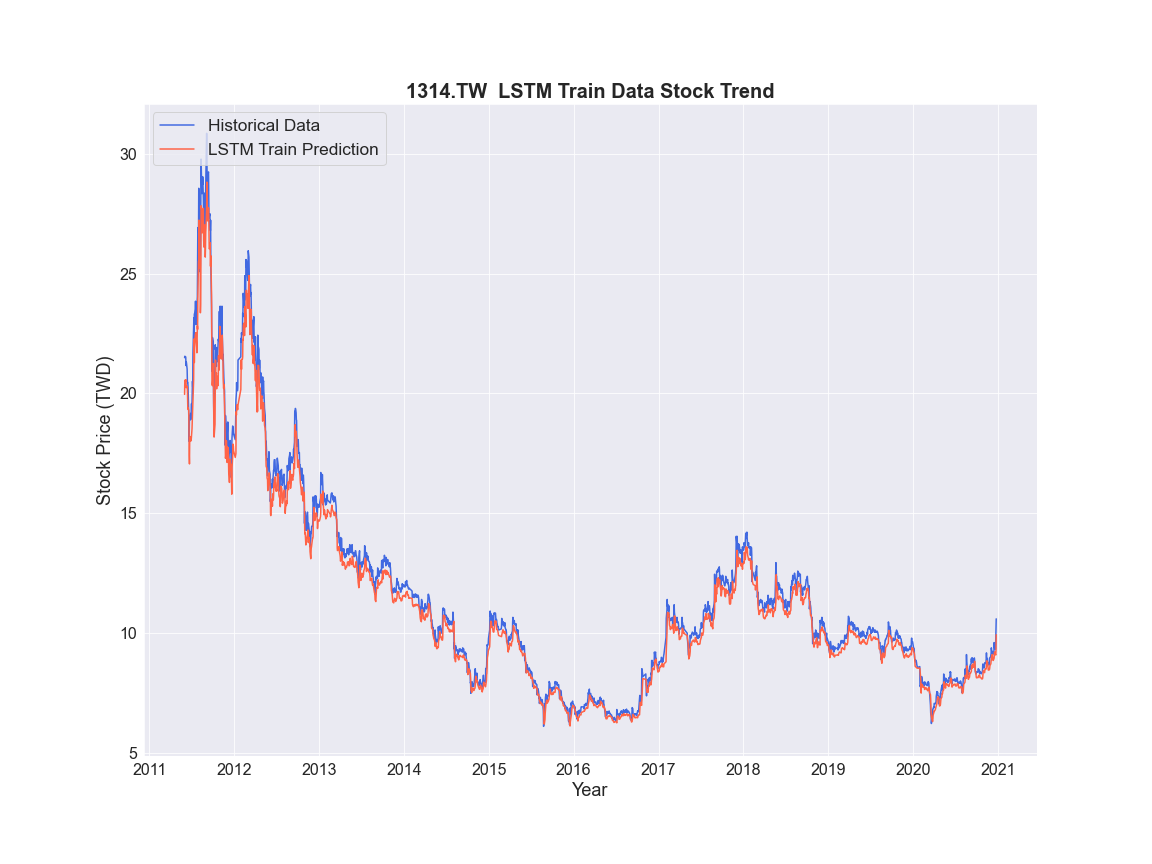 1314.TW  LSTM Train Data Stock Trend
Historical Data
LSTM Train Prediction
Stock Price (TWD)
30
25
20
15
10
5
2011 2012 2013 2014 2015 2016 2017 2018 2019 2020 2021
Year